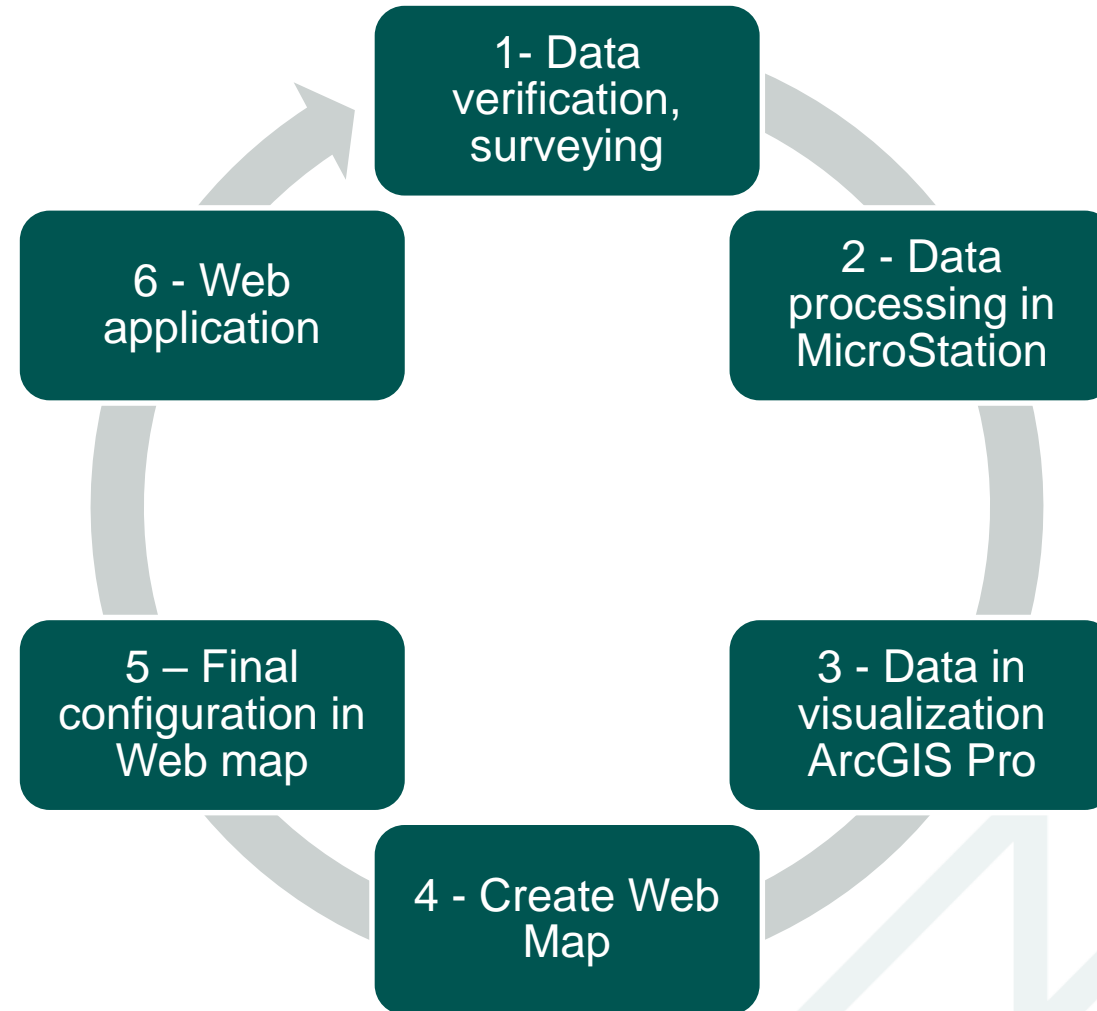 1- Data
verification,
surveying
2 - Data
processing in
MicroStation
3 - Data in
visualization
ArcGIS Pro
4 - Create Web
Map
5 – Final
configuration in
Web map
6 - Web
application